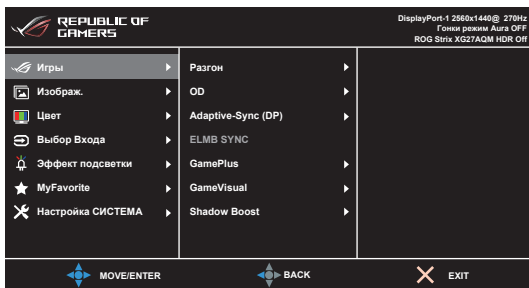 REPUBLIC OF
GAMERS
DisplayPort-1 2560x1440@ 270Hz
Гонки режим Aura OFF
ROG Strix XG27AQM HDR Off
Игры
Изображ.
Цвет
Выбор Входа
Эффект подсветки
MyFavorite
Настройка СИСТЕМА
Разгон
OD
Adaptive-Sync (DP)
ELMB SYNC
GamePlus
GameVisual
Shadow Boost
MOVE/ENTER
BACK
EXIT